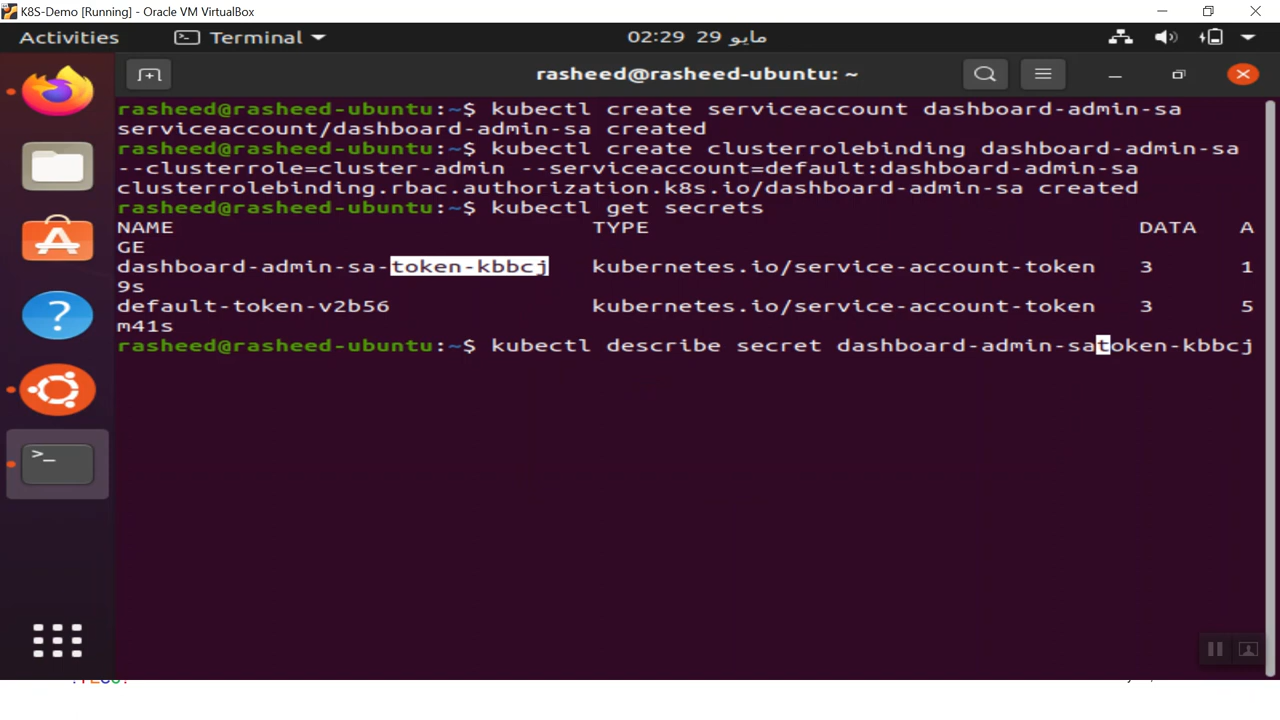 K8S-Demo [Running] - Oracle VM VirtualBox
Activities Terminal 02:29 29 مايو
rasheed@rasheed-ubuntu: ~
rasheed@rasheed-ubuntu:~$ kubectl create serviceaccount dashboard-admin-sa
serviceaccount/dashboard-admin-sa created
rasheed@rasheed-ubuntu:~$ kubectl create clusterrolebinding dashboard-admin-sa
--clusterrole=cluster-admin --serviceaccount=default:dashboard-admin-sa
clusterrolebinding.rbac.authorization.k8s.io/dashboard-admin-sa created
rasheed@rasheed-ubuntu:~$ kubectl get secrets
NAME TYPE DATA A
GE
dashboard-admin-sa-token-kbbcj kubernetes.io/service-account-token 3 1
9s
default-token-v2b56 kubernetes.io/service-account-token 3 5
m41s
rasheed@rasheed-ubuntu:~$ kubectl describe secret dashboard-admin-satoken-kbbcj